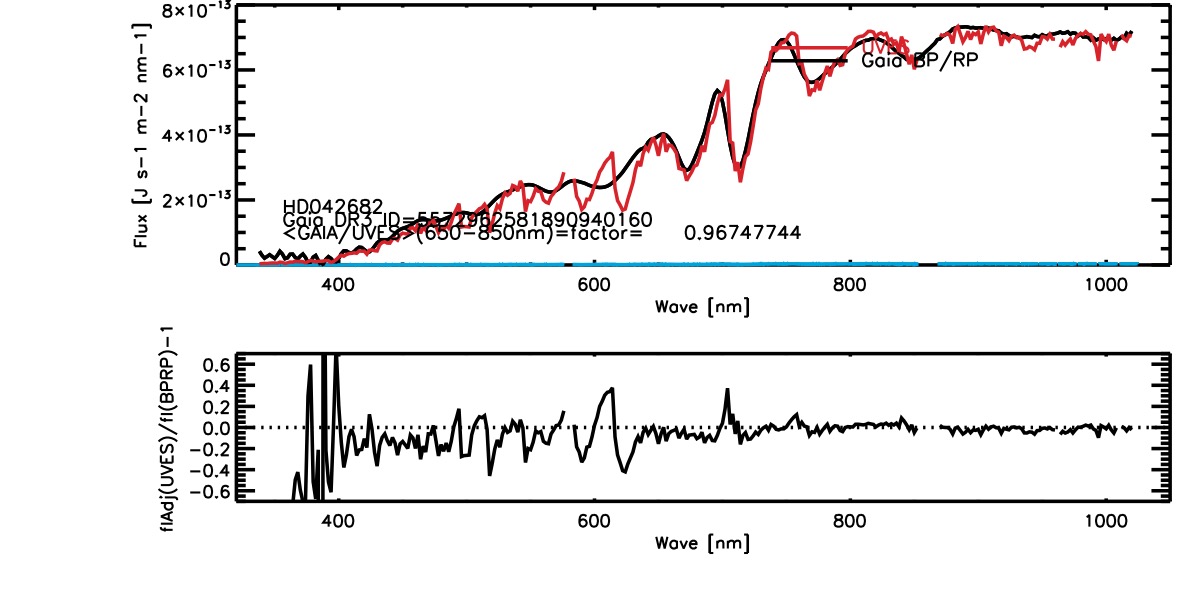 8×10−13
6×10−13
4×10−13
2×10−13
0
Flux [J s−1 m−2 nm−1]
UVES
Gaia BP/RP
HD042682
<GAIA/UVES>(650−850nm)=factor= 0.96747744
400 600 800 1000
Wave [nm]
0.6
0.4
0.2
0.0
−0.2
−0.4
−0.6
flAdj(UVES)/fl(BPRP)−1
400 600 800 1000
Wave [nm]